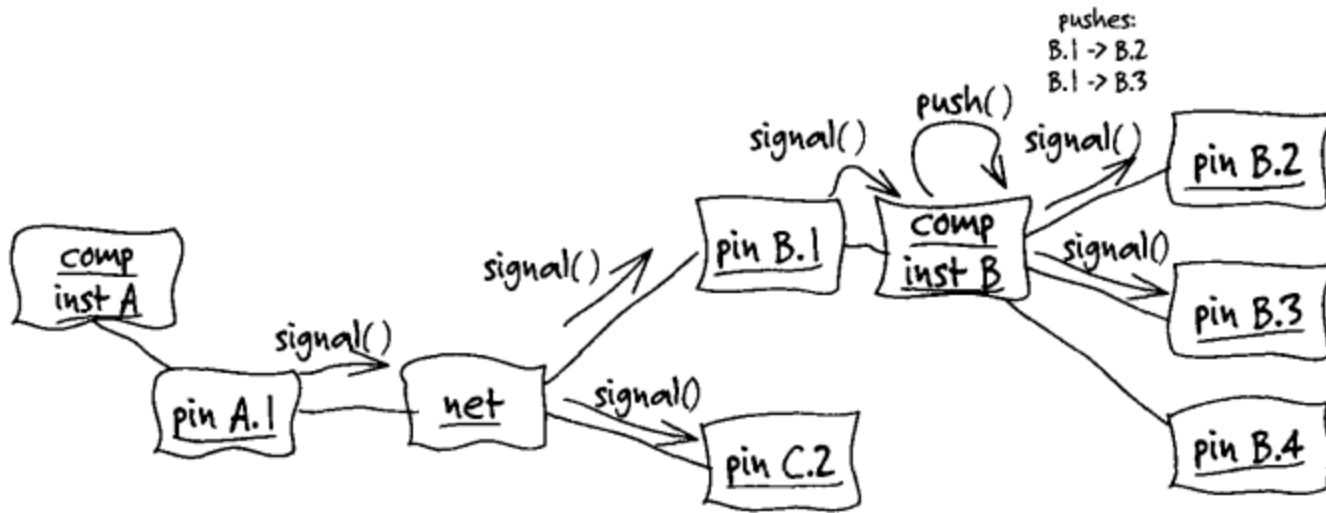 pushes:
B.1 -> B.2
B.1 -> B.3
push()
signal()
signal()
pin B.2
comp
inst A
signal()
pin B.1
comp
inst B
signal()
pin B.3
signal()
pin A.1
net
signal()
pin C.2
pin B.4